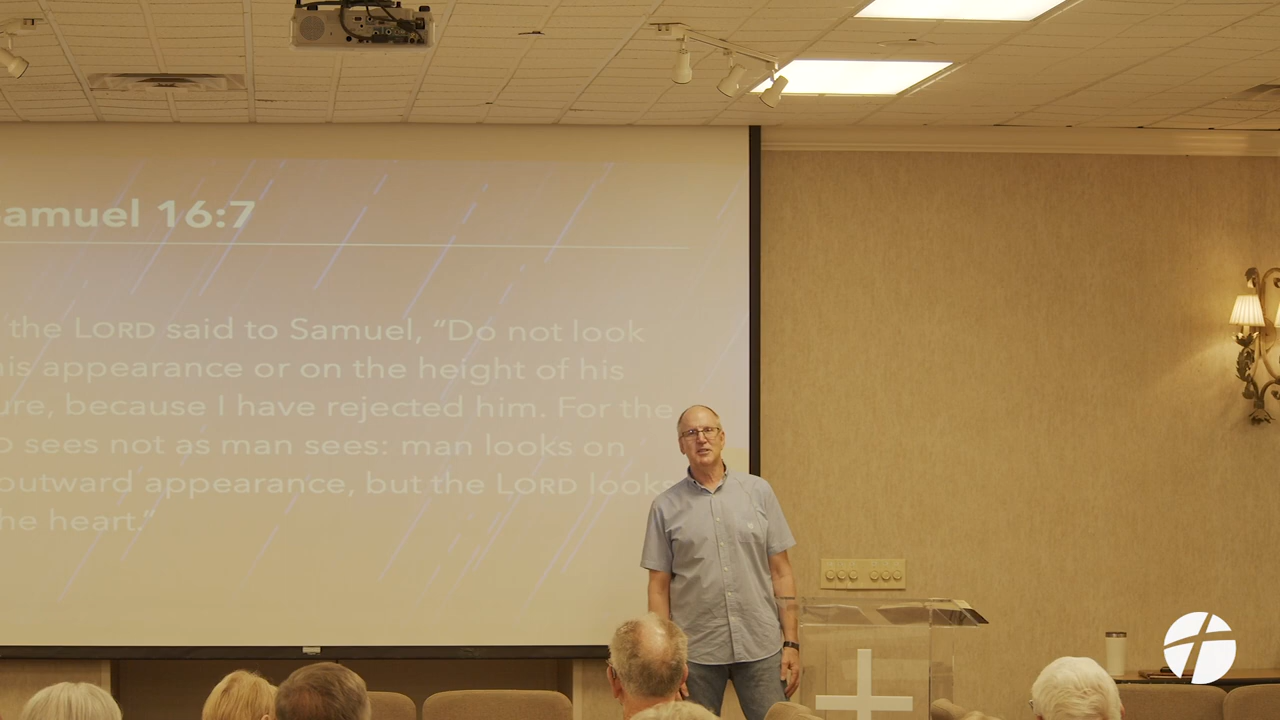 amuel 16:7
the LORD said to Samuel, “Do not look
his appearance or on the height of his
ure, because I have rejected him. For the
sees not as man sees: man looks on
outward appearance, but the LORD looks
he heart.”